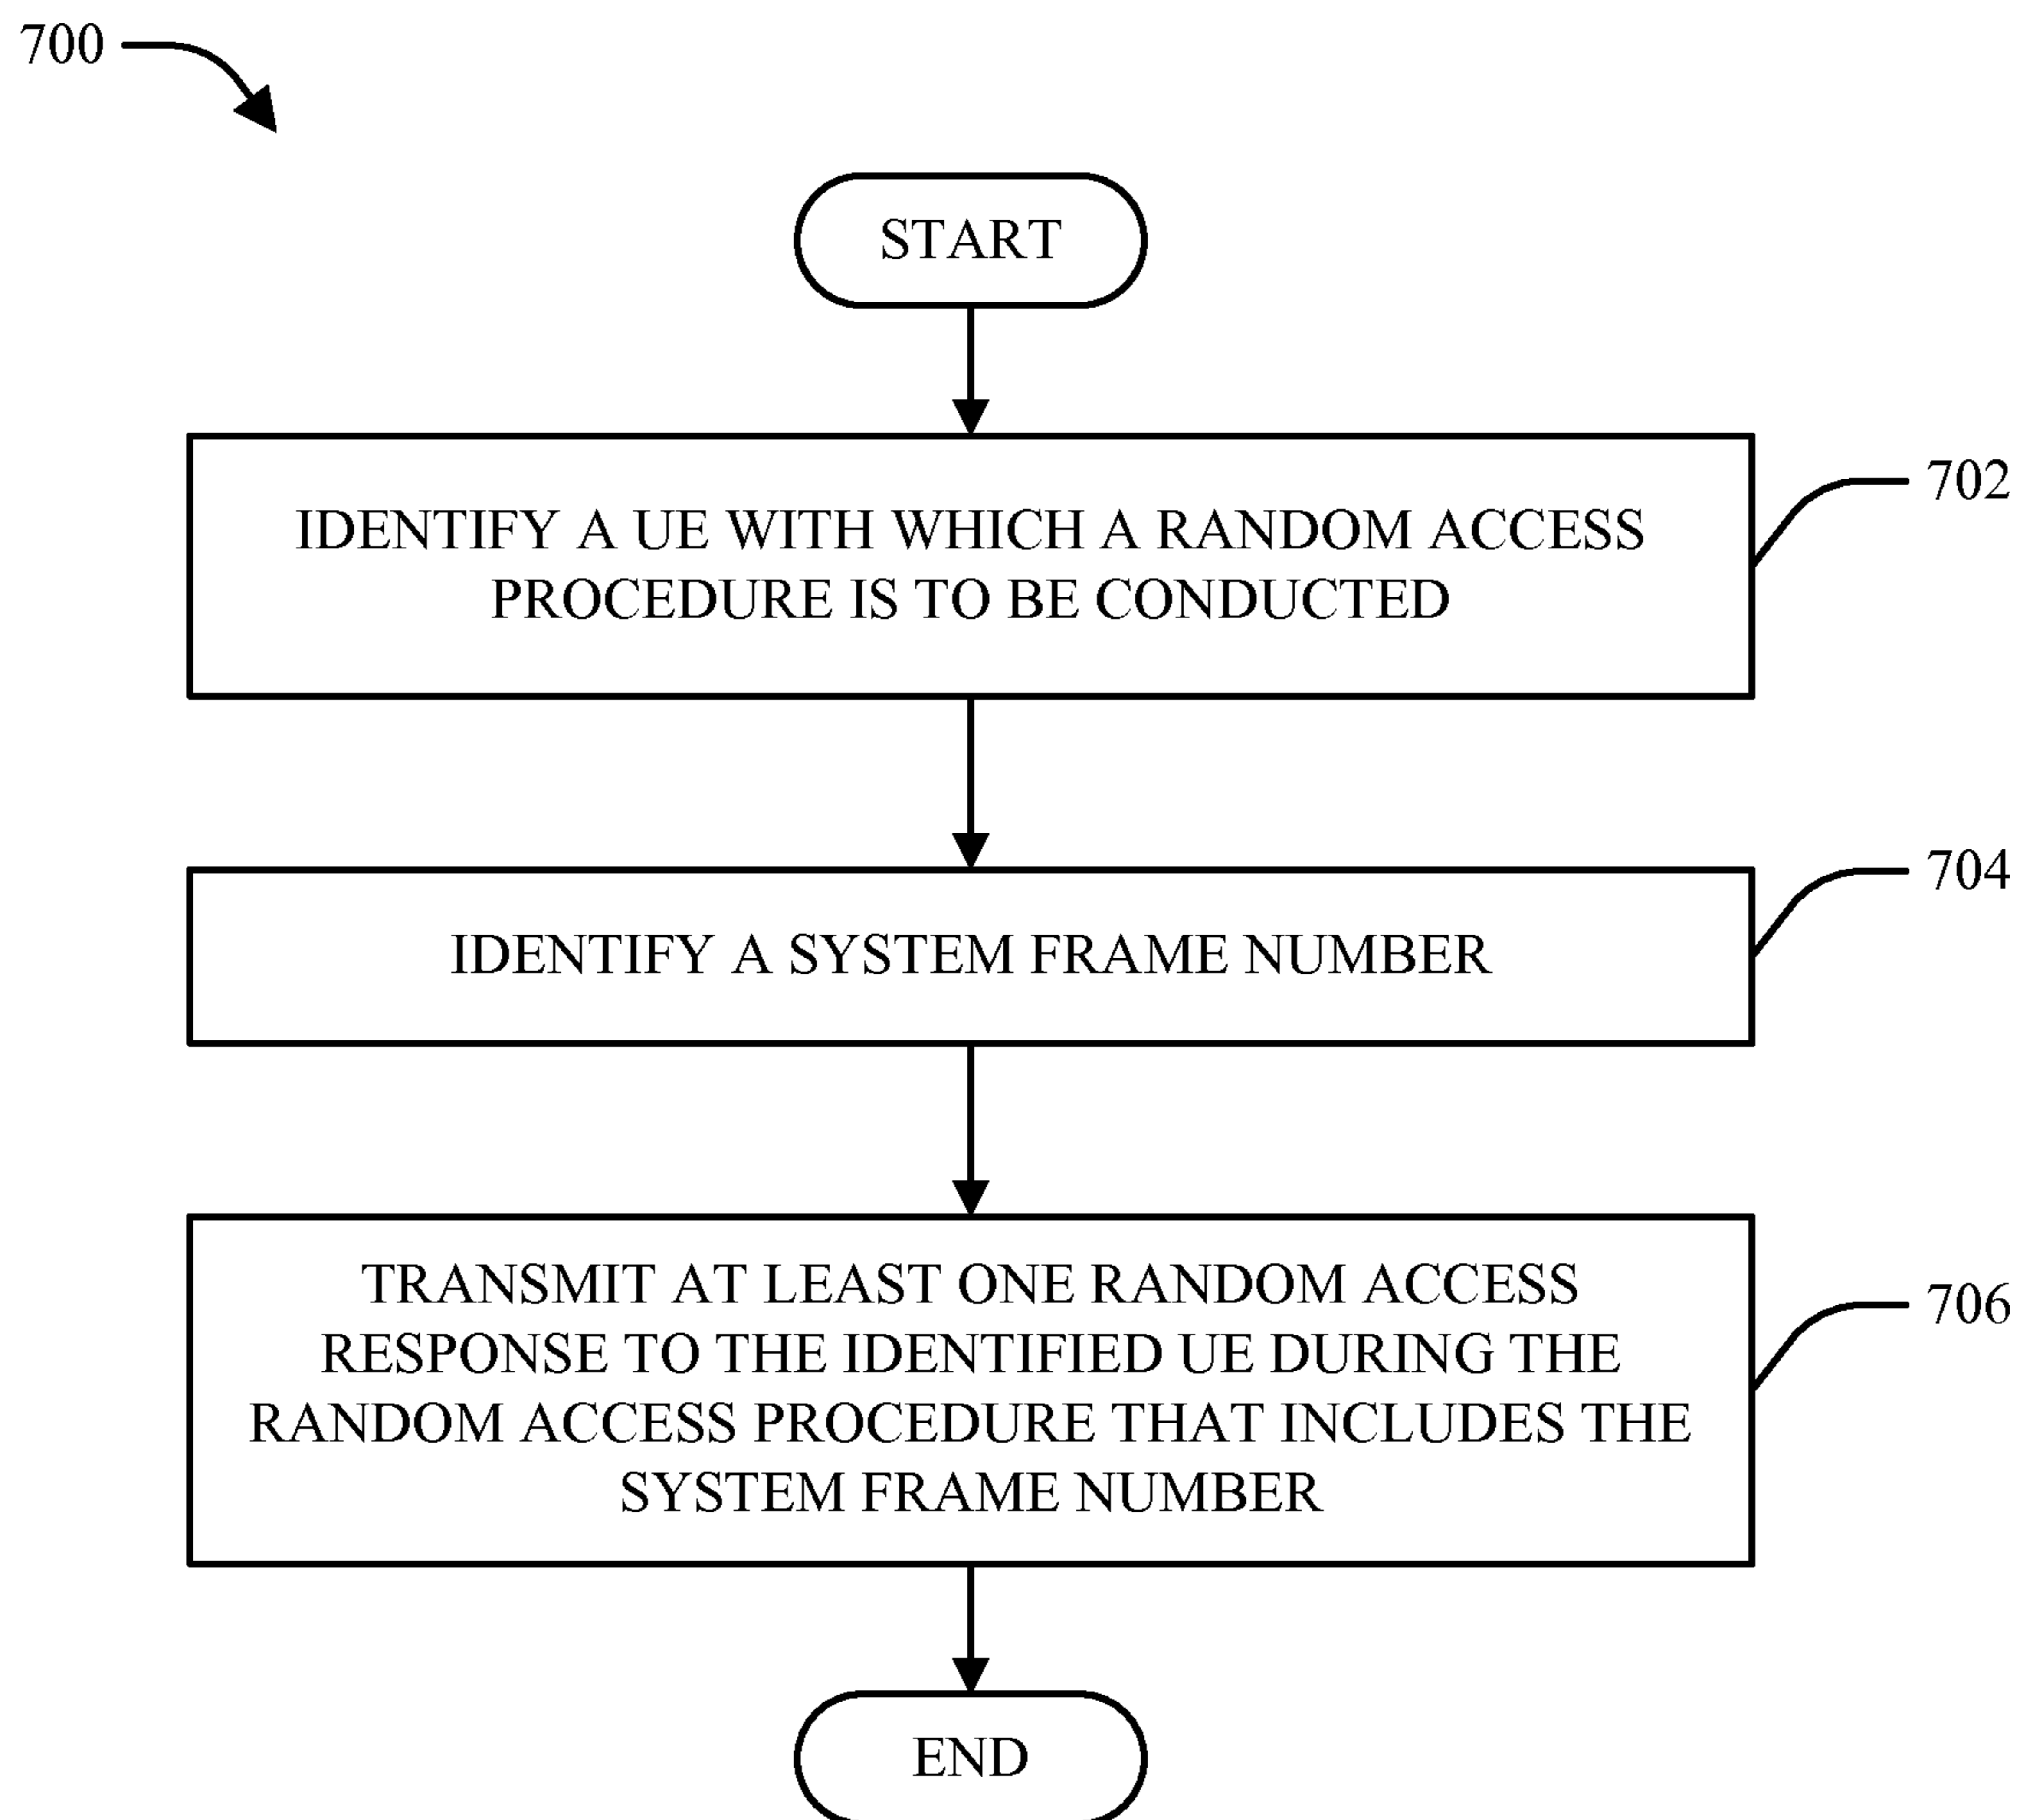 700
START
IDENTIFY A UE WITH WHICH A RANDOM ACCESS
PROCEDURE IS TO BE CONDUCTED
702
IDENTIFY A SYSTEM FRAME NUMBER
704
TRANSMIT AT LEAST ONE RANDOM ACCESS
RESPONSE TO THE IDENTIFIED UE DURING THE
RANDOM ACCESS PROCEDURE THAT INCLUDES THE
SYSTEM FRAME NUMBER
706
END